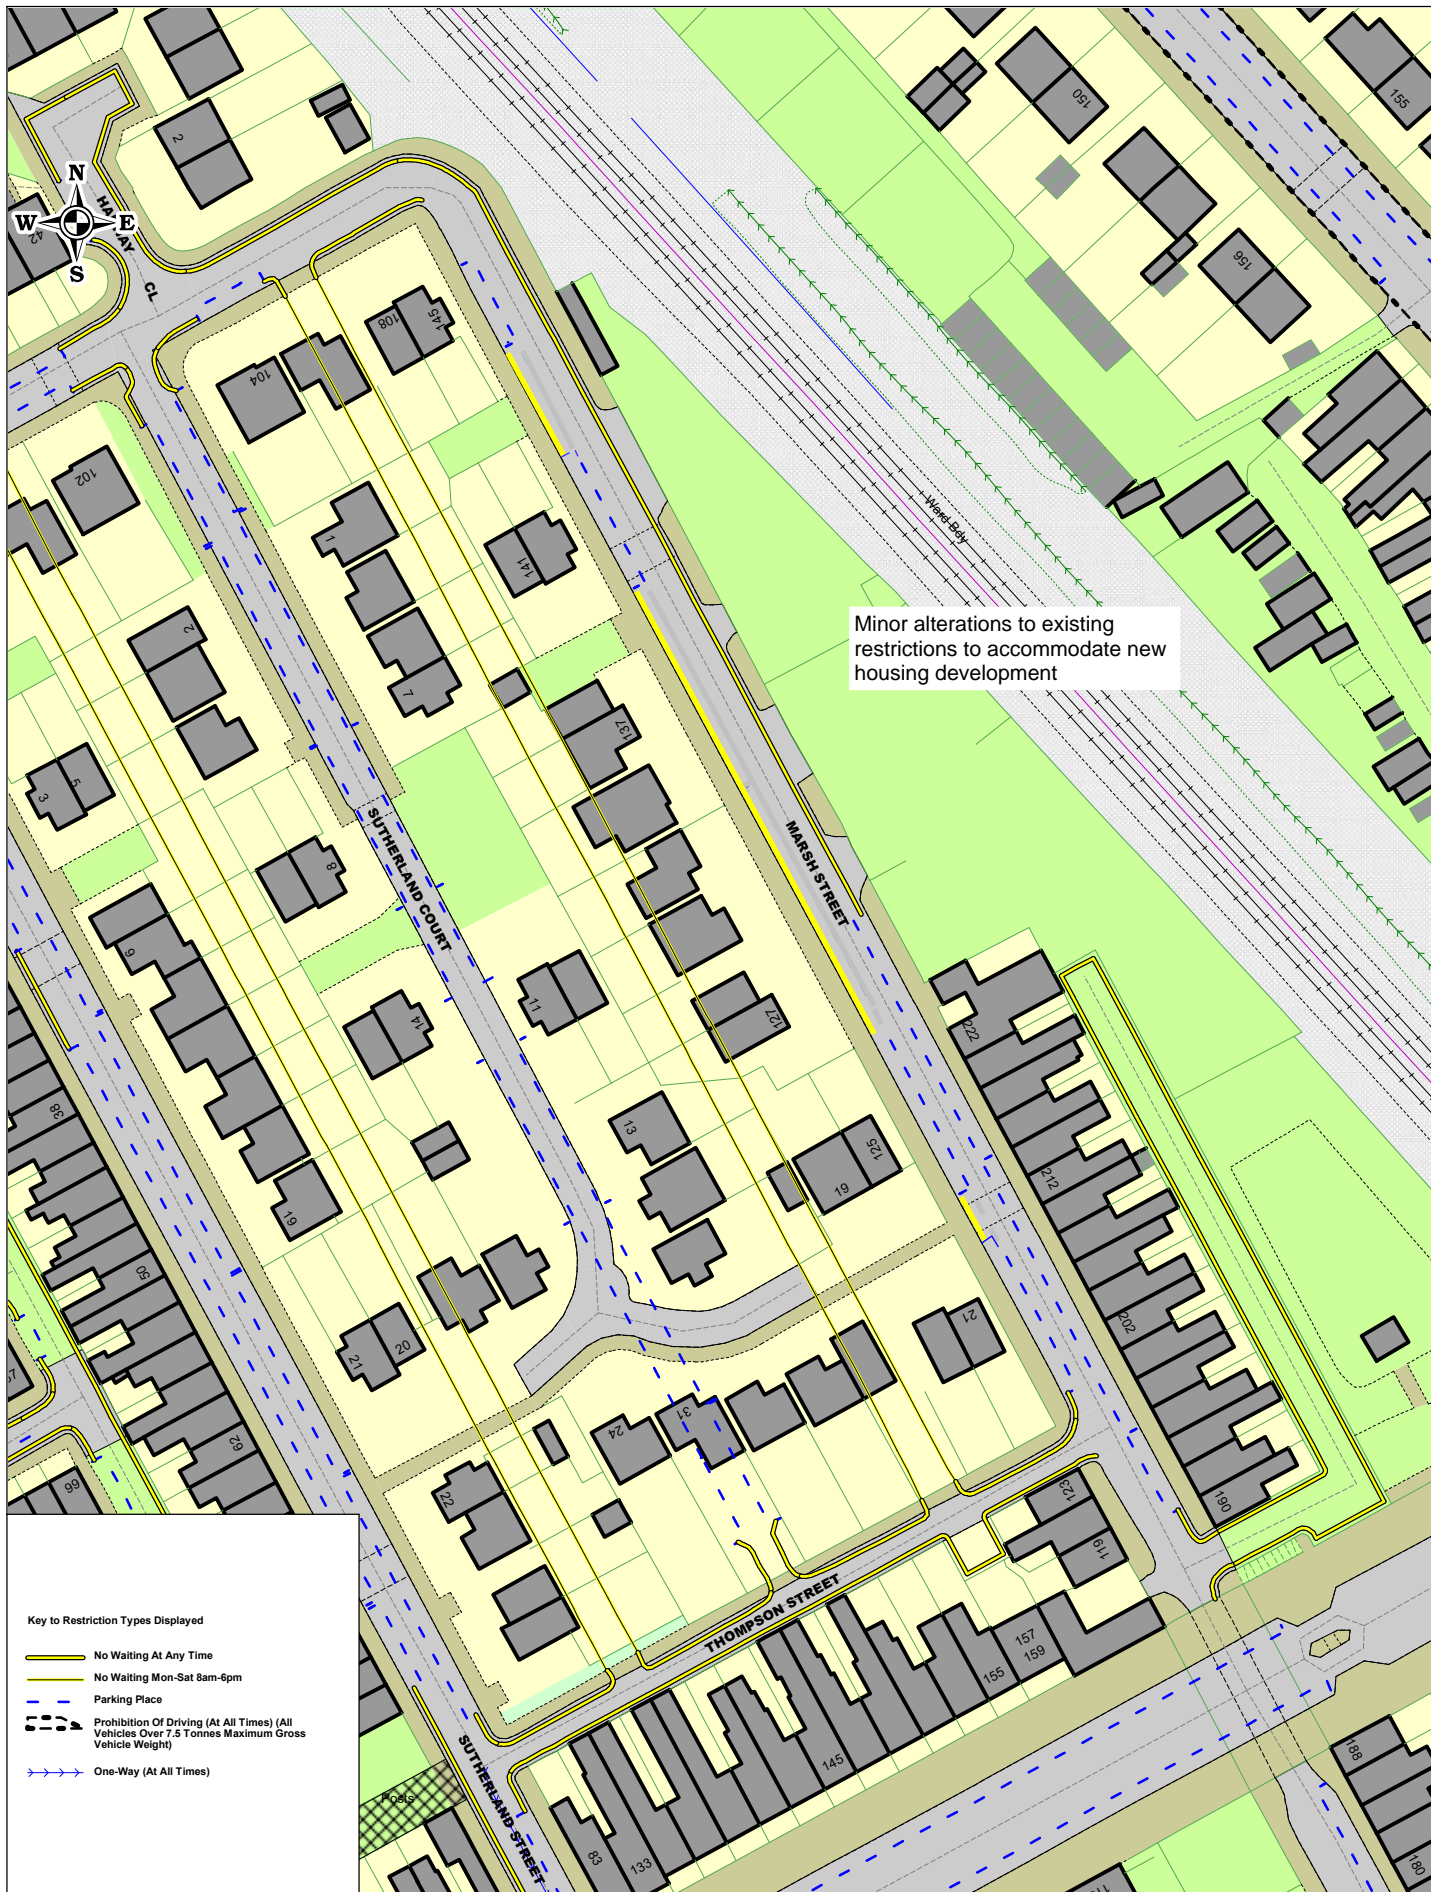 2
150
155
N
W
E
S
HA
AY
CL
42
156
108
145
104
102
1
141
Ward Bdy
Minor alterations to existing
restrictions to accommodate new
housing development
2
7
137
3
5
8
SUTHERLAND COURT
MARSH STREET
9
11
14
127
222
38
13
125
19
212
19
50
21
20
21
202
31
24
62
66
22
123
190
119
THOMPSON STREET
157
159
155
145
SUTHERLAND STREET
Posts
83
133
188
180
Key to Restriction Types Displayed
No Waiting At Any Time
No Waiting Mon-Sat 8am-6pm
Parking Place
Prohibition Of Driving (At All Times) (All
Vehicles Over 7.5 Tonnes Maximum Gross
Vehicle Weight)
One-Way (At All Times)